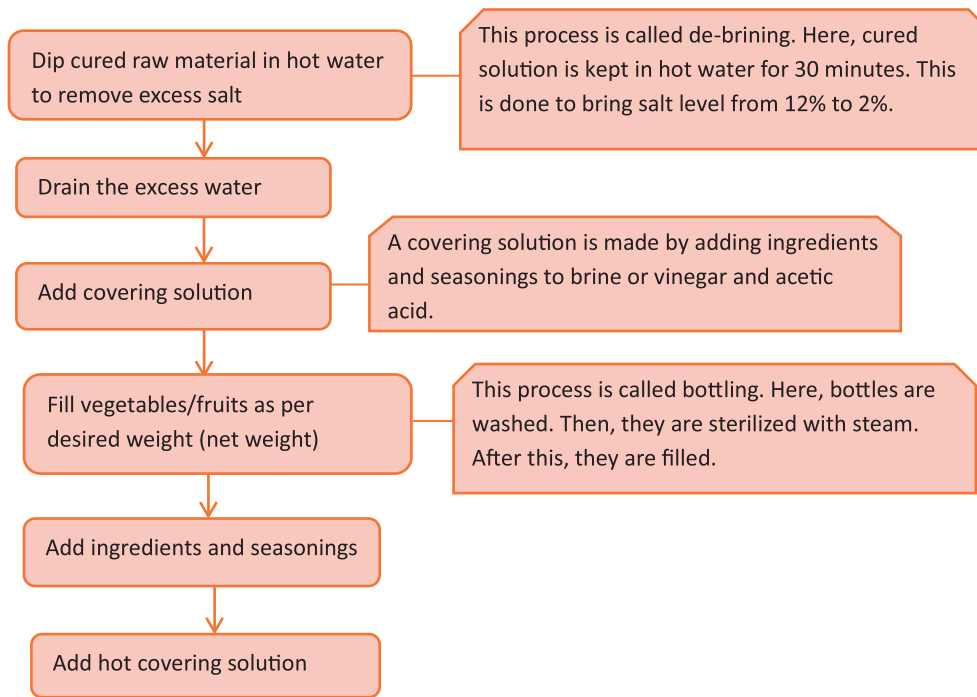 Dip cured raw material in hot water
to remove excess salt
This process is called de-brining. Here, cured
solution is kept in hot water for 30 minutes. This
is done to bring salt level from 12% to 2%.
Drain the excess water
Add covering solution
A covering solution is made by adding ingredients
and seasonings to brine or vinegar and acetic
acid.
Fill vegetables/fruits as per
desired weight (net weight)
This process is called bottling. Here, bottles are
washed. Then, they are sterilized with steam.
After this, they are filled.
Add ingredients and seasonings
Add hot covering solution